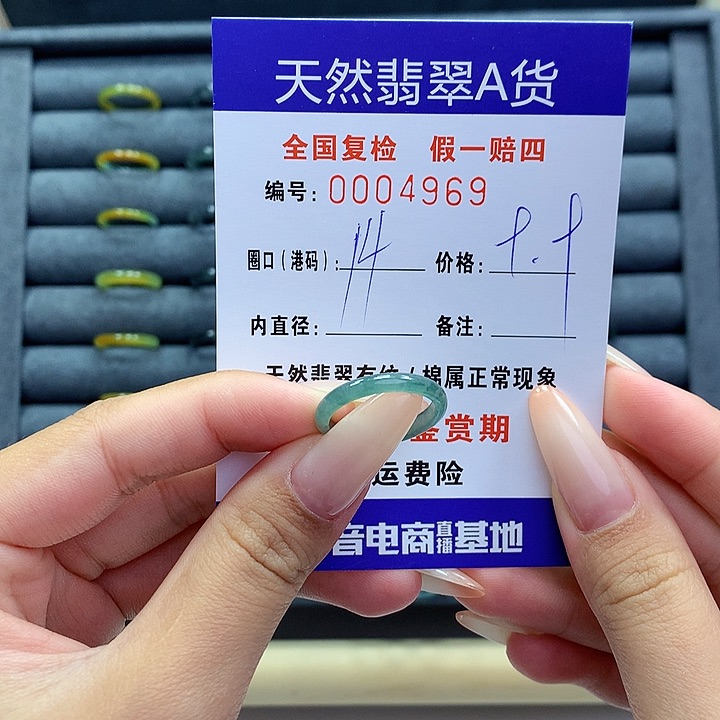 天然翡翠A货
全国复检 假一赔四
编号: 0004969
圈口(港码): 14 价格: 9.9
内直径: 备注:
天然翡翠有纹/棉属正常现象
鉴赏期
运费险
音电商直播基地